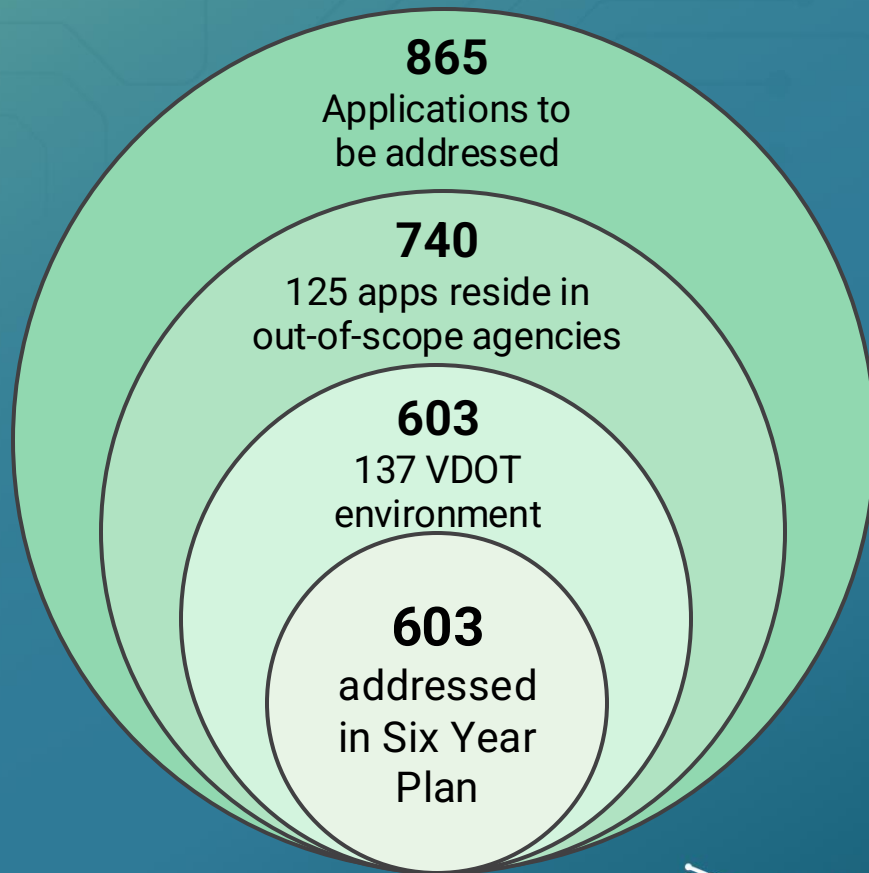 865
Applications to
be addressed
740
125 apps reside in
out-of-scope agencies
603
137 VDOT
environment
603
addressed
in Six Year
Plan